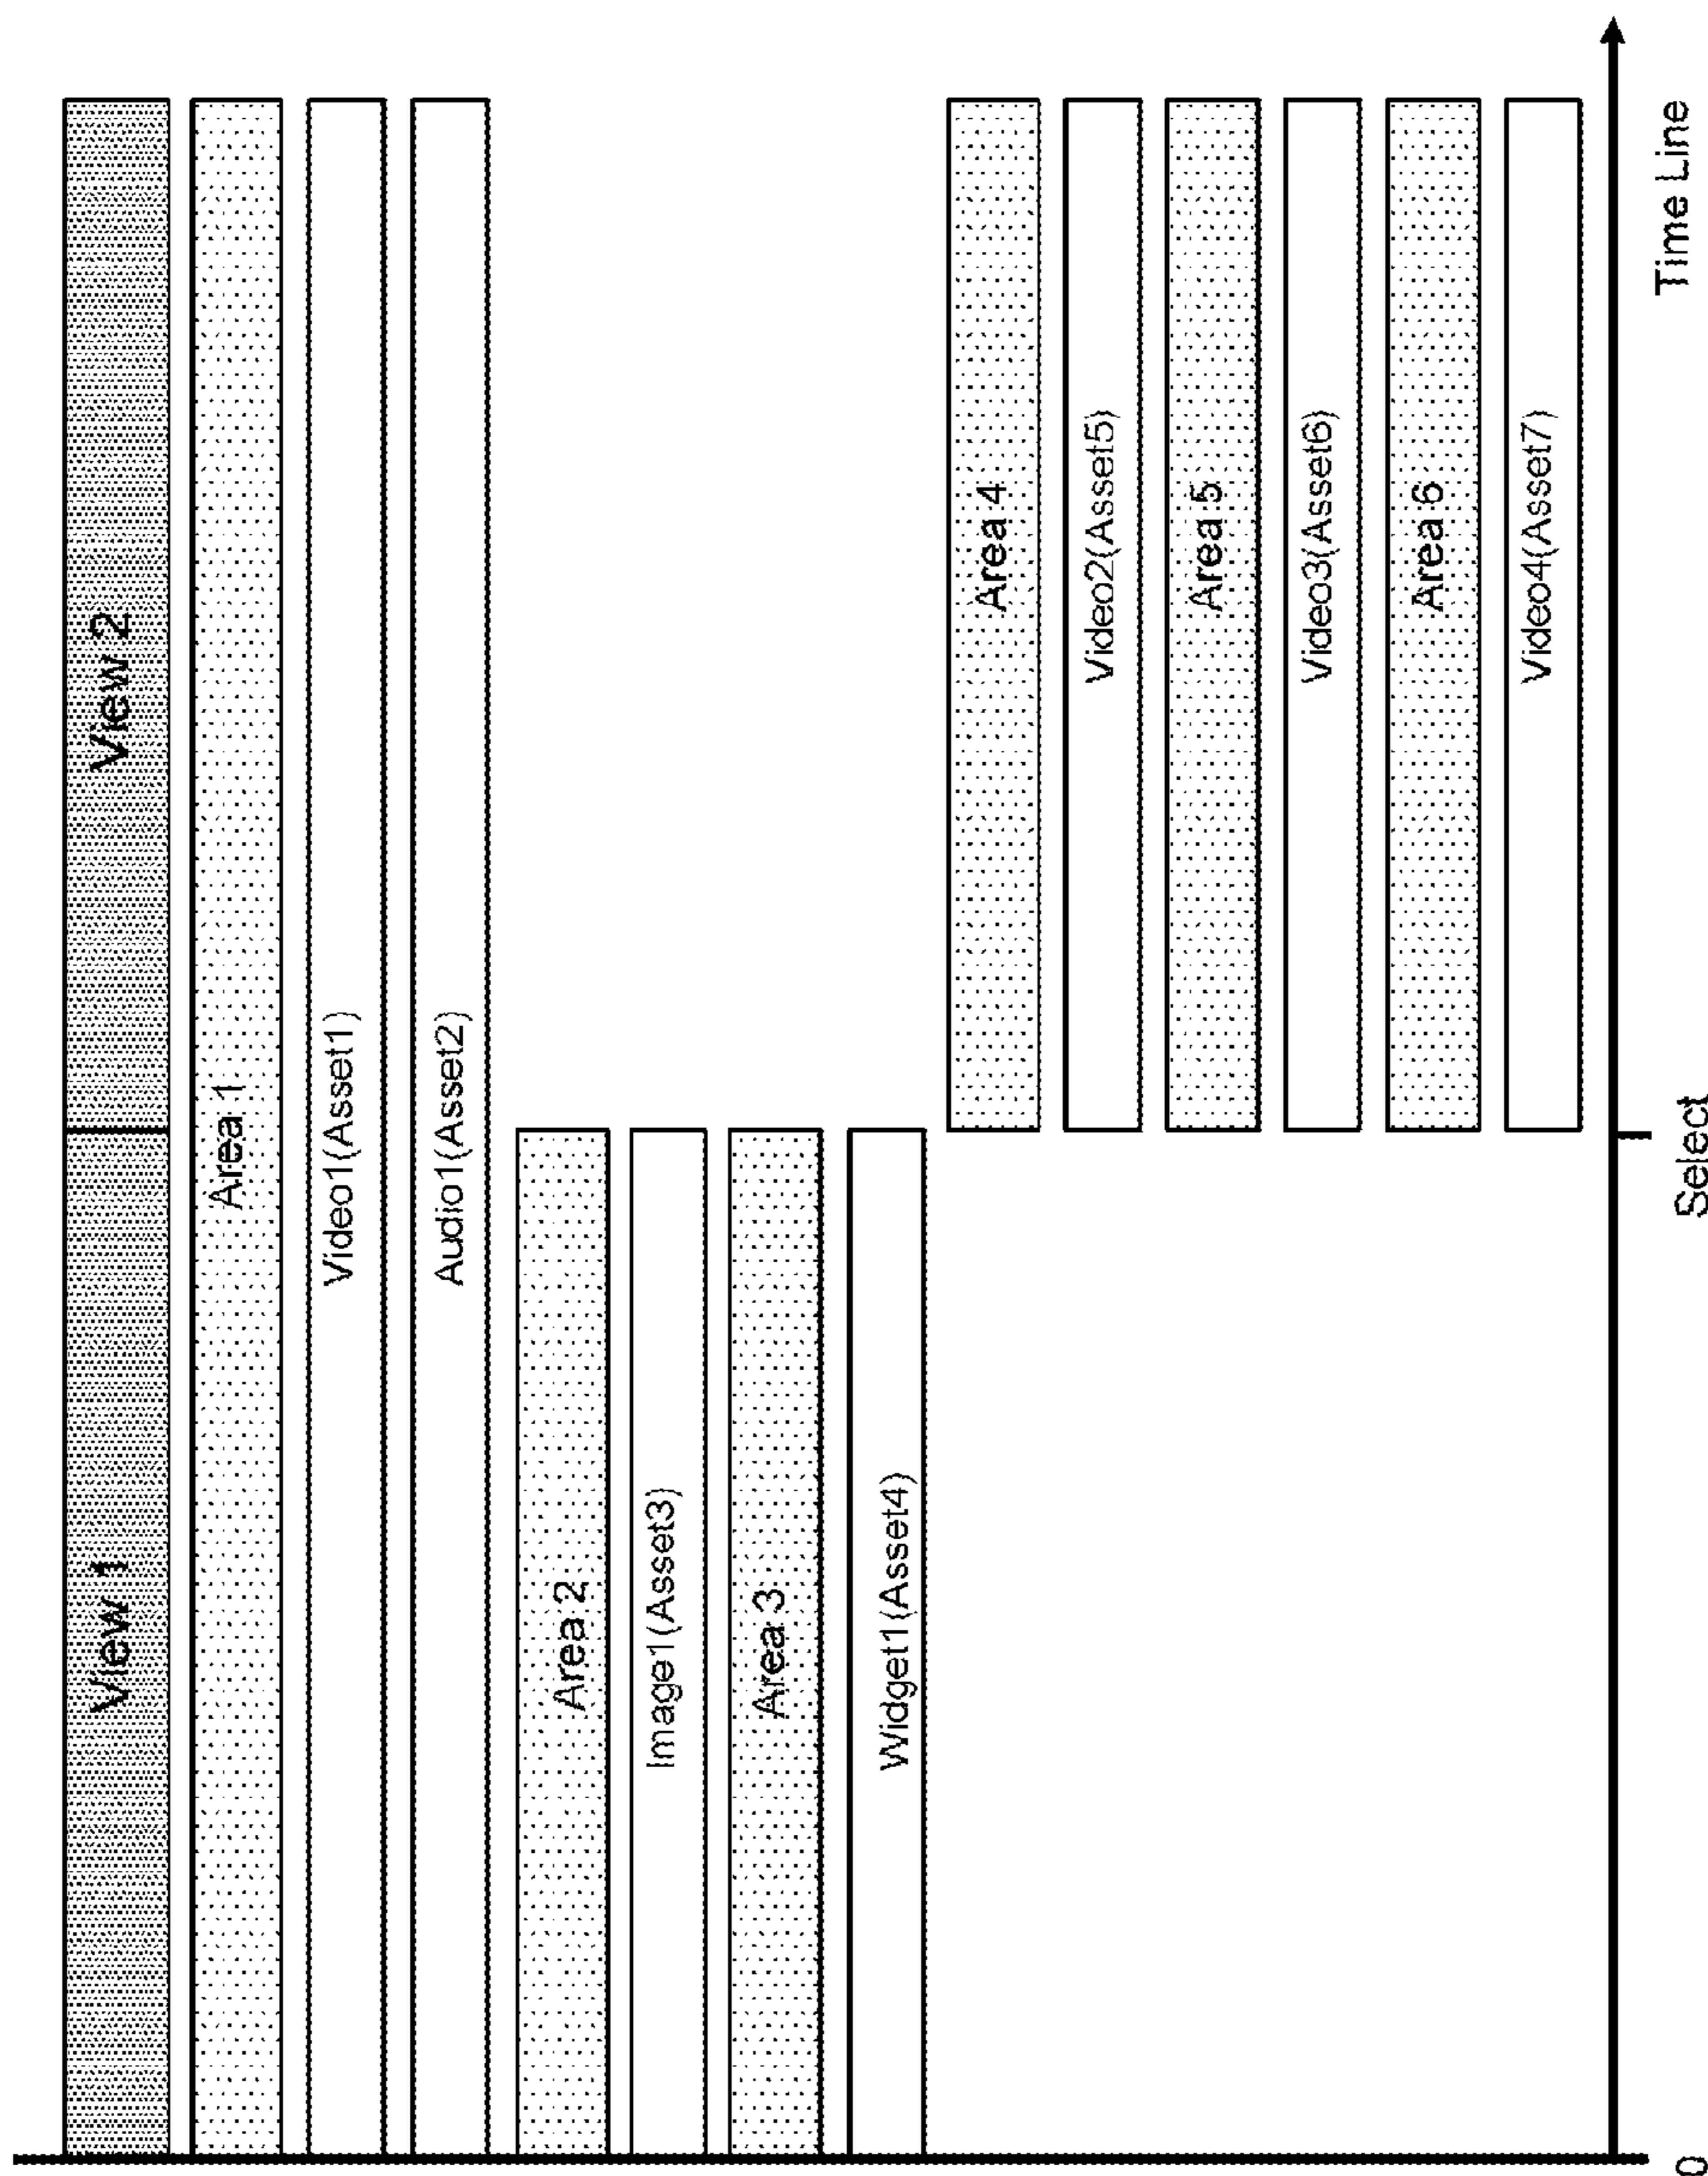 View 1
View 2
Area 1
Video1(Asset1)
Audio1(Asset2)
Area 2
Image1(Asset3)
Area 3
Widget1(Asset4)
Area 4
Video2(Asset5)
Area 5
Video3(Asset6)
Area 6
Video4(Asset7)
0
Select
Time Line